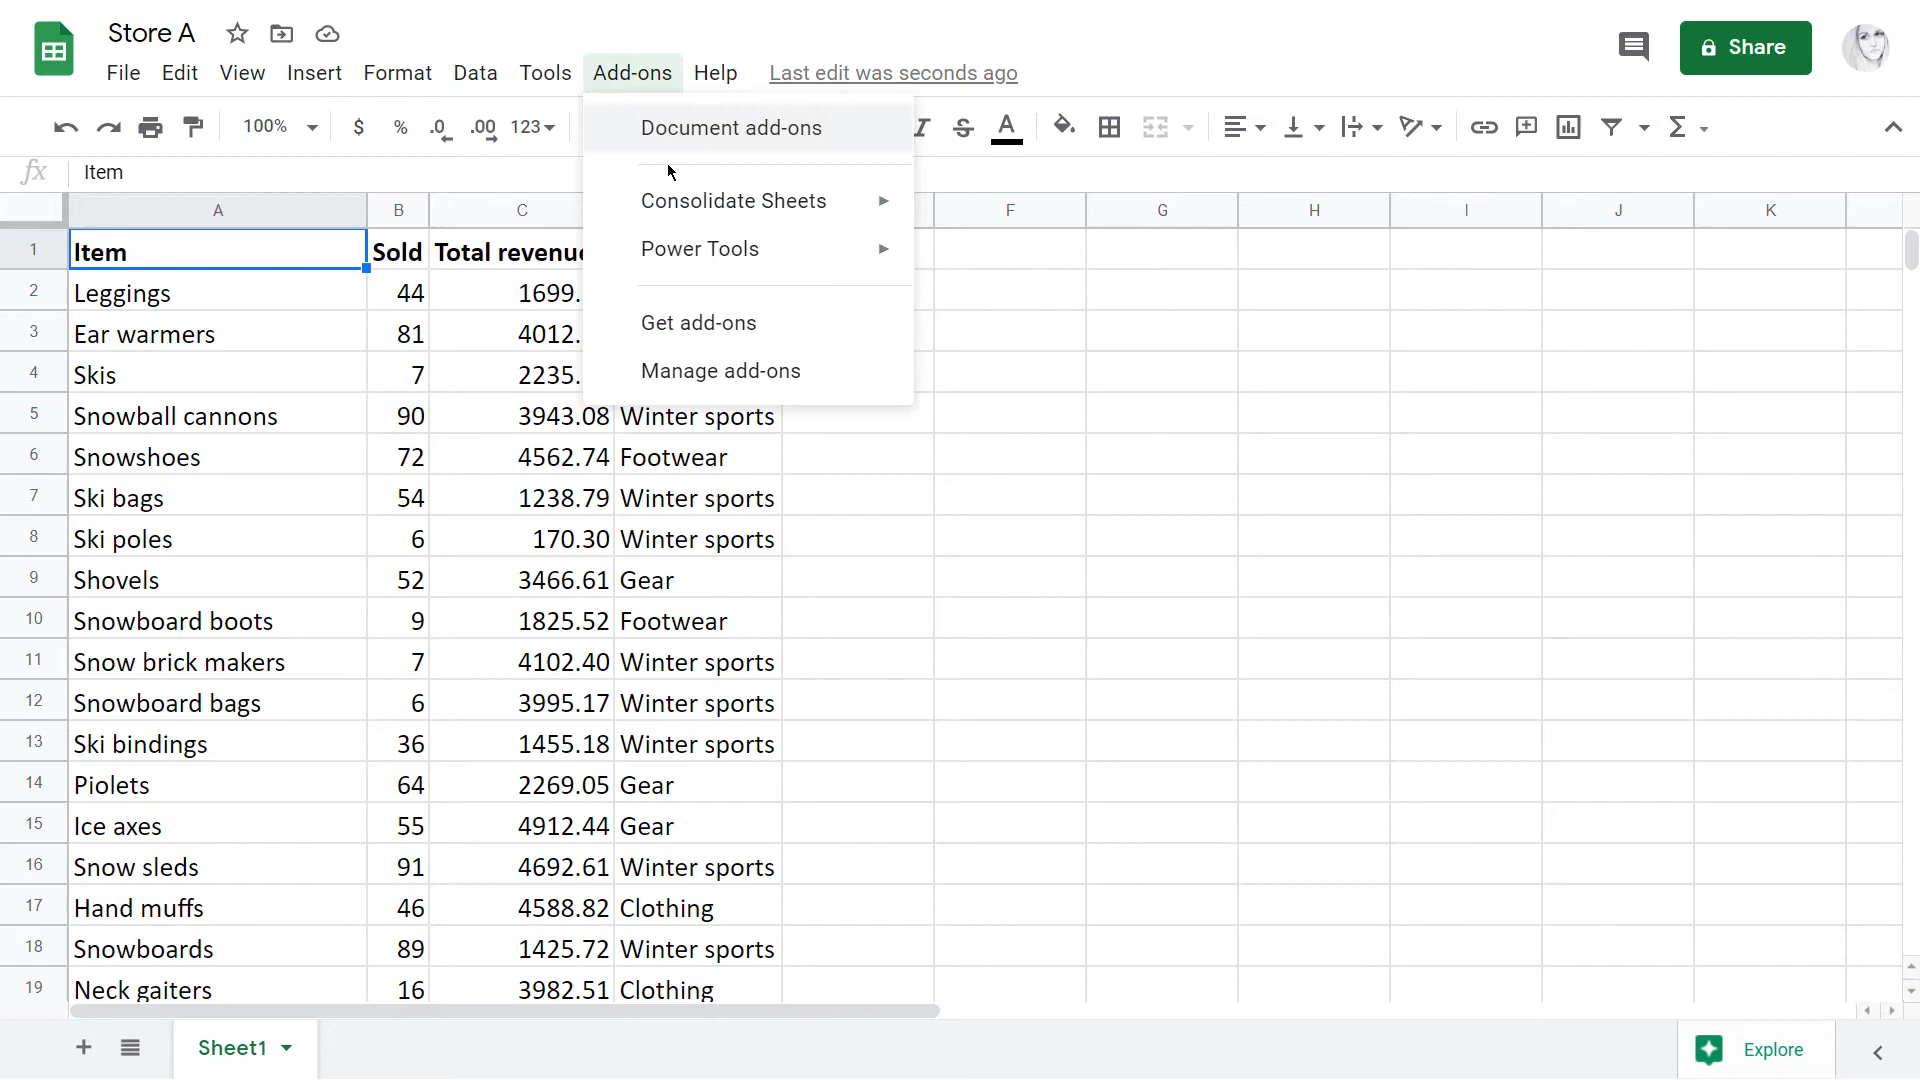 Store A
File Edit View Insert Format Data Tools Add-ons Help Last edit was seconds ago
Share
100% $ % .0 .00 123 A Σ
Document add-ons
Consolidate Sheets
Power Tools
Get add-ons
Manage add-ons
fx Item
A B C F G H I J K
1 Item Sold Total revenue
2 Leggings 44 1699.
3 Ear warmers 81 4012.
4 Skis 7 2235.
5 Snowball cannons 90 3943.08 Winter sports
6 Snowshoes 72 4562.74 Footwear
7 Ski bags 54 1238.79 Winter sports
8 Ski poles 6 170.30 Winter sports
9 Shovels 52 3466.61 Gear
10 Snowboard boots 9 1825.52 Footwear
11 Snow brick makers 7 4102.40 Winter sports
12 Snowboard bags 6 3995.17 Winter sports
13 Ski bindings 36 1455.18 Winter sports
14 Piolets 64 2269.05 Gear
15 Ice axes 55 4912.44 Gear
16 Snow sleds 91 4692.61 Winter sports
17 Hand muffs 46 4588.82 Clothing
18 Snowboards 89 1425.72 Winter sports
19 Neck gaiters 16 3982.51 Clothing
Sheet1
Explore